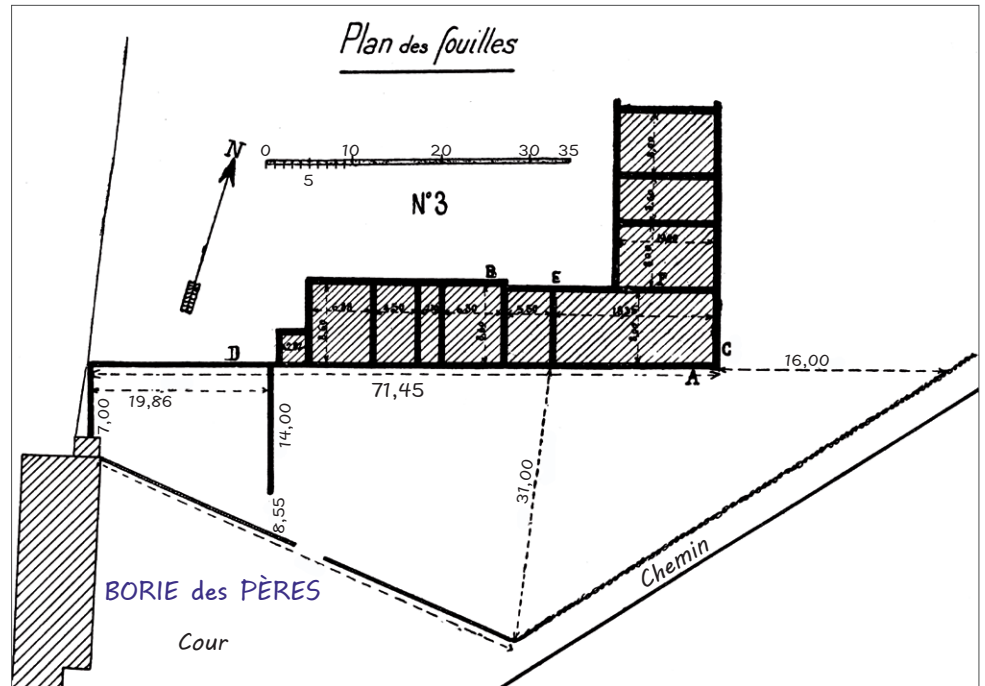 Plan des fouilles
N
0 10 20 30 35
5
N°3
B E
D
C
A
19,86
71,45
16,00
7,00
14,00
8,55
31,00
BORIE des PÈRES
Cour
Chemin